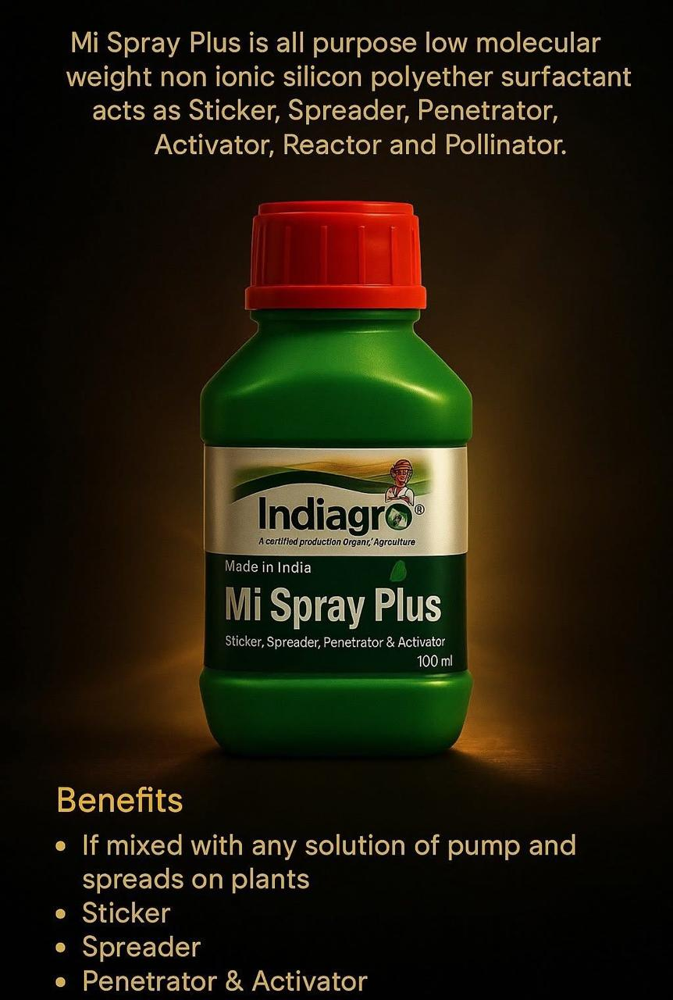 Mi Spray Plus is all purpose low molecular
weight non ionic silicon polyether surfactant
acts as Sticker, Spreader, Penetrator,
Activator, Reactor and Pollinator.
Indiagro®
A certified production Organr,' Agroulture
Made in India
Mi Spray Plus
Sticker, Spreader, Penetrator & Activator
100 ml
Benefits
• If mixed with any solution of pump and
spreads on plants
• Sticker
• Spreader
• Penetrator & Activator